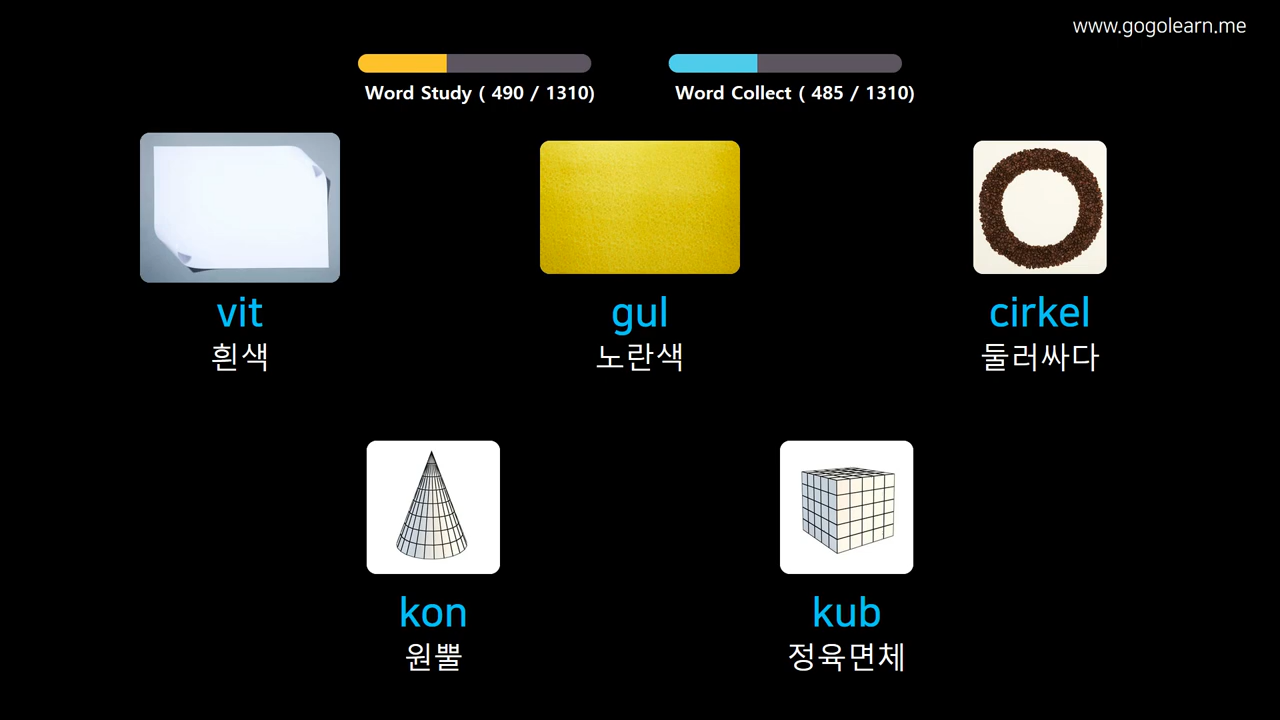 www.gogolearn.me
Word Study ( 490 / 1310)
Word Collect ( 485 / 1310)
vit
흰색
gul
노란색
cirkel
둘러싸다
kon
원뿔
kub
정육면체